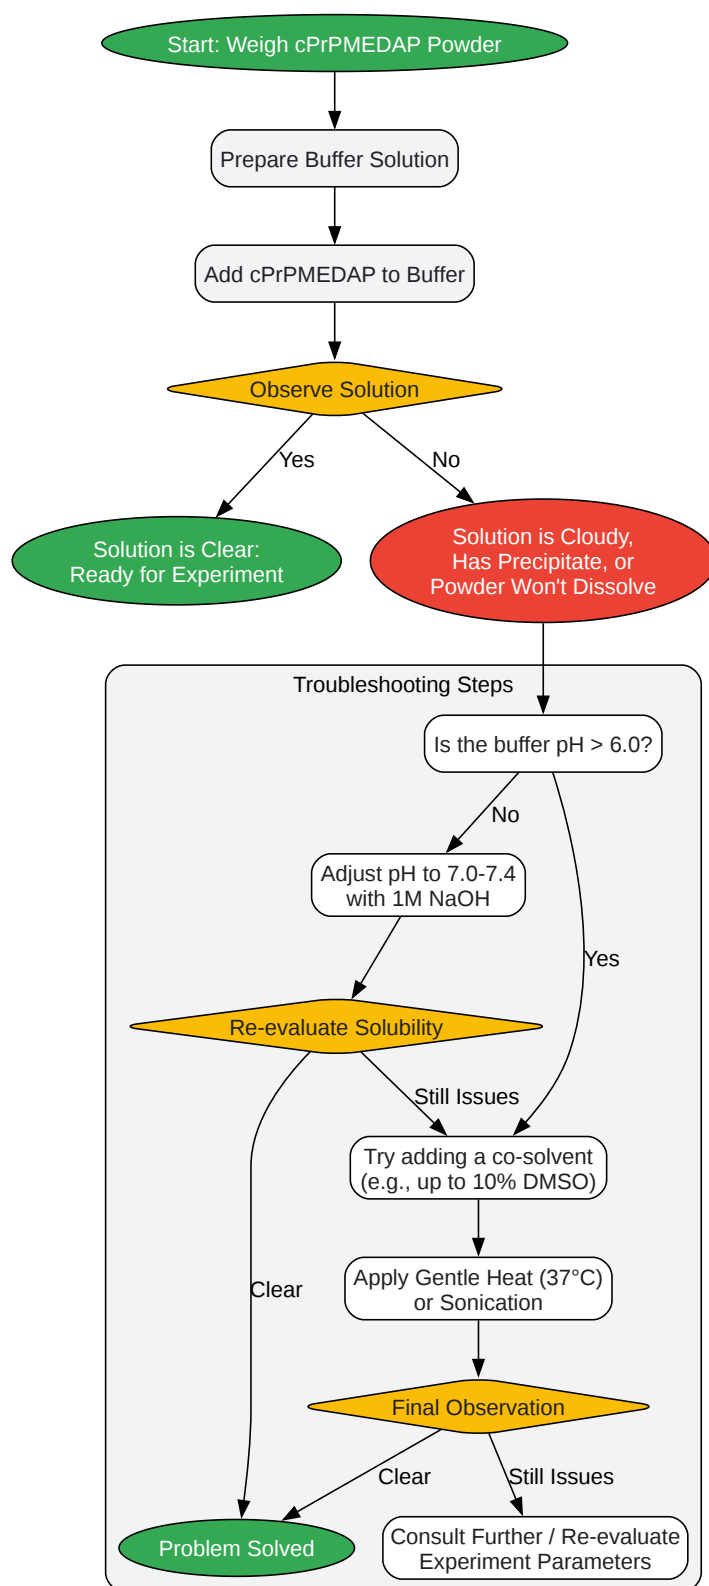 Start: Weigh cPrPMEDAP Powder
Prepare Buffer Solution
Add cPrPMEDAP to Buffer
Observe Solution
Yes
No
Solution is Clear:
Ready for Experiment
Solution is Cloudy,
Has Precipitate, or
Powder Won't Dissolve
Troubleshooting Steps
Is the buffer pH > 6.0?
No
Adjust pH to 7.0-7.4
with 1M NaOH
Yes
Re-evaluate Solubility
Still Issues
Try adding a co-solvent
(e.g., up to 10% DMSO)
Clear
Apply Gentle Heat (37°C)
or Sonication
Final Observation
Clear
Still Issues
Problem Solved
Consult Further / Re-evaluate
Experiment Parameters